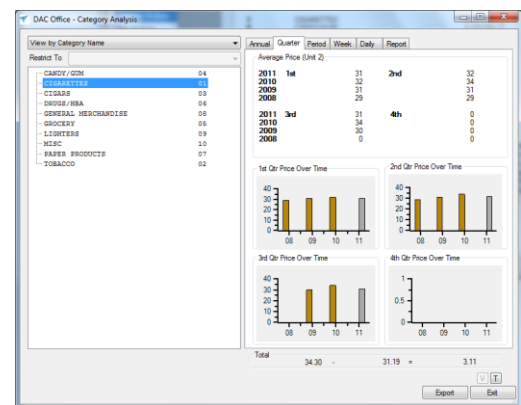 DAC Office - Category Analysis
View by Category Name
Restrict To
CANDY/GUM 04
CIGARETTES 01
CIGARS 03
DRUGS/HBA 06
GENERAL MERCHANDISE 08
GROCERY 05
LIGHTERS 09
MISC 10
PAPER PRODUCTS 07
TOBACCO 02
Annual Quarter Period Week Daily Report
Average Price (Unit 2)
2011 1st 31 2nd 32
2010 32 34
2009 31 31
2008 29 29
2011 3rd 31 4th 0
2010 34 0
2009 30 0
2008 0 0
1st Qtr Price Over Time 2nd Qtr Price Over Time
40 40
30 30
20 20
10 10
0 0
08 09 10 11 08 09 10 11
3rd Qtr Price Over Time 4th Qtr Price Over Time
40 1
30
20 0.5
10
0 0
08 09 10 11 08 09 10 11
Total
34.30 - 31.19 = 3.11
V T
Export Exit